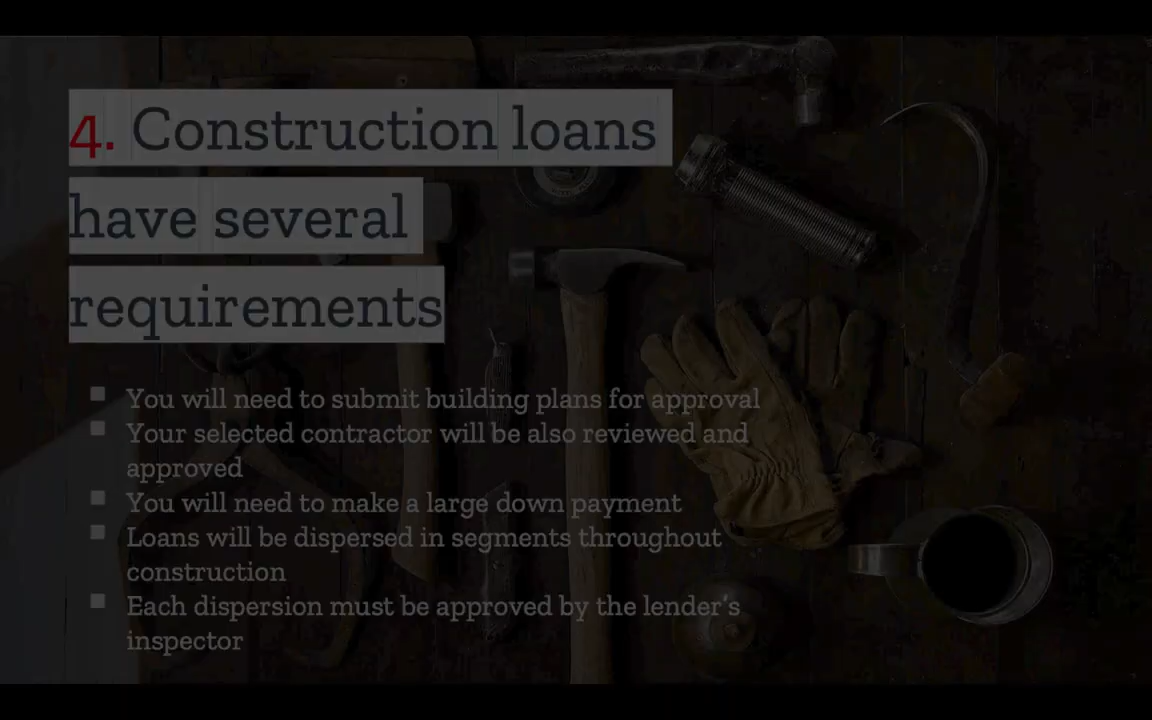 4. Construction loans
have several
requirements
You will need to submit building plans for approval
Your selected contractor will be also reviewed and
approved
You will need to make a large down payment
Loans will be dispersed in segments throughout
construction
Each dispersion must be approved by the lender's
inspector